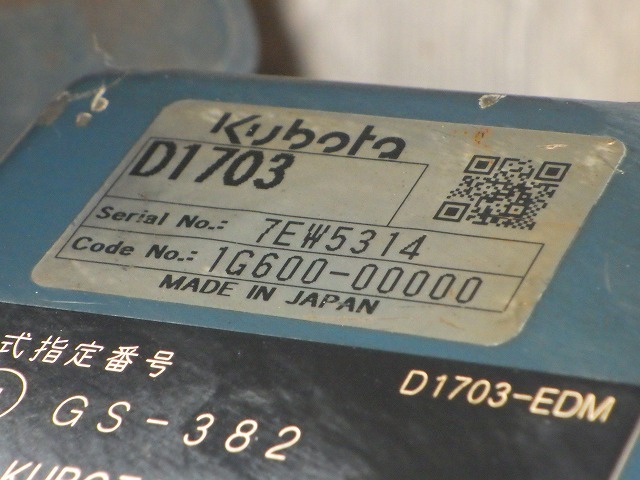 Kubota
D1703
Serial No.: 7EW5314
Code No.: 1G600-00000
MADE IN JAPAN
式指定番号
D1703-EDM
GS-382